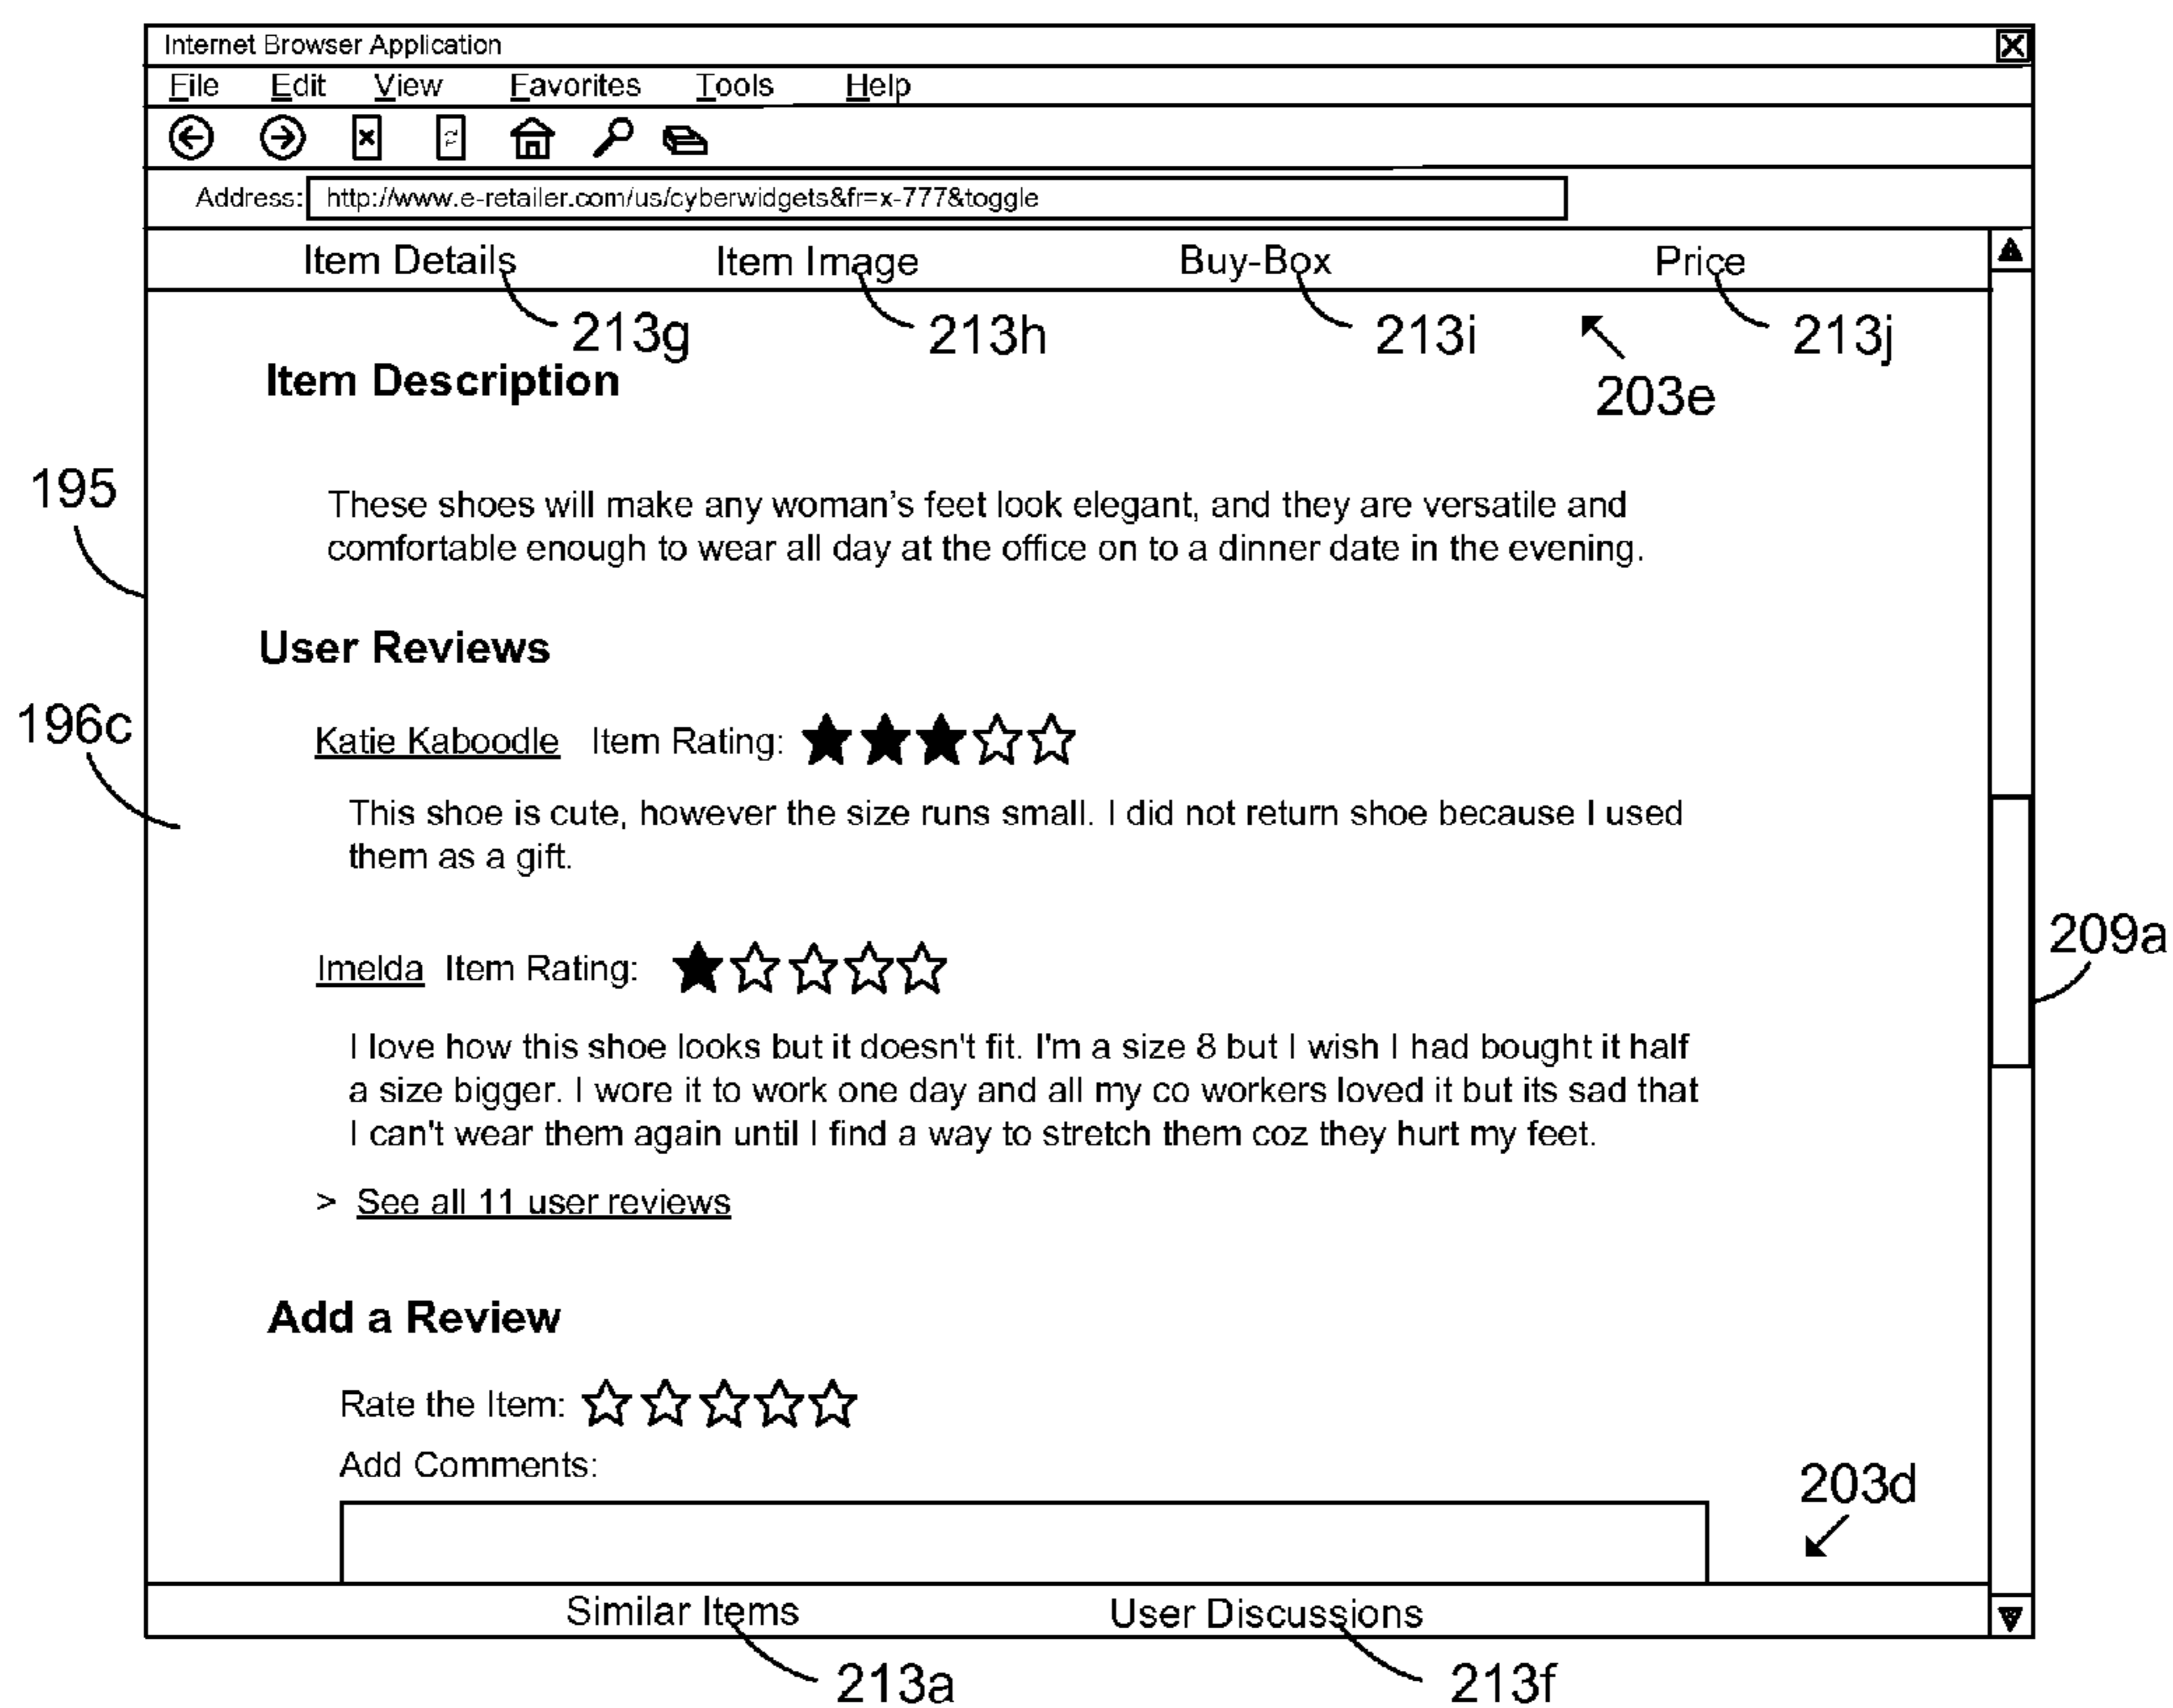 Internet Browser Application
File Edit View Favorites Tools Help
Address: http://www.e-retailer.com/us/cyberwidgets&fr=x-777&toggle
Item Details Item Image Buy-Box Price
213g 213h 213i 213j
203e
Item Description
195
These shoes will make any woman’s feet look elegant, and they are versatile and
comfortable enough to wear all day at the office on to a dinner date in the evening.
User Reviews
196c
Katie Kaboodle Item Rating:
This shoe is cute, however the size runs small. I did not return shoe because I used
them as a gift.
209a
Imelda Item Rating:
I love how this shoe looks but it doesn't fit. I'm a size 8 but I wish I had bought it half
a size bigger. I wore it to work one day and all my co workers loved it but its sad that
I can't wear them again until I find a way to stretch them coz they hurt my feet.
> See all 11 user reviews
Add a Review
Rate the Item:
Add Comments:
203d
Similar Items User Discussions
213a 213f